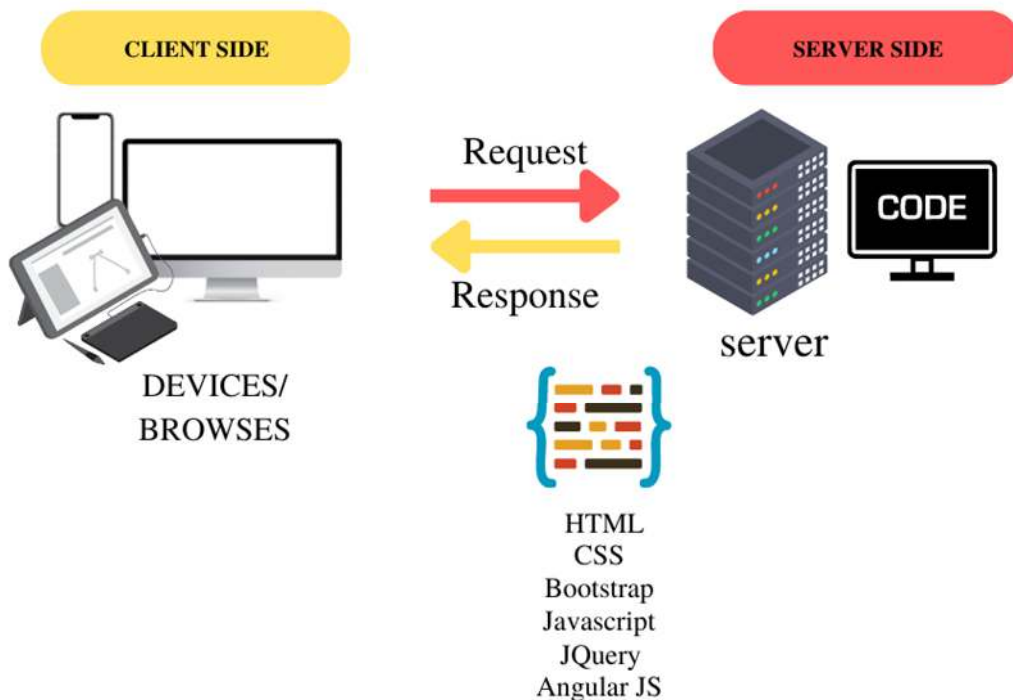 CLIENT SIDE
SERVER SIDE
Request
Response
CODE
server
DEVICES/
BROWSES
HTML
CSS
Bootstrap
Javascript
JQuery
Angular JS